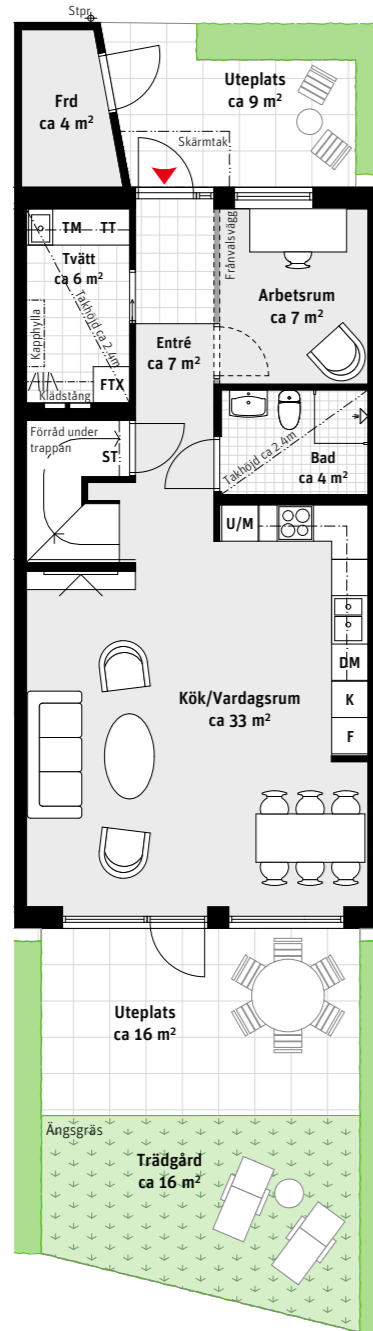 Stpr
Frd
ca 4 m²
Uteplats
ca 9 m²
Skärmtak
TM TT
Tvätt
ca 6 m²
Takhöjd ca 2.4m
Kapphylla
Klädstång
FTX
Frånvalsvägg
Arbetsrum
ca 7 m²
Entré
ca 7 m²
Förråd under
trappan
ST
Bad
ca 4 m²
Takhöjd ca 2.4m
U/M
DM
K
F
Kök/Vardagsrum
ca 33 m²
Uteplats
ca 16 m²
Ängsgräs
Trädgård
ca 16 m²